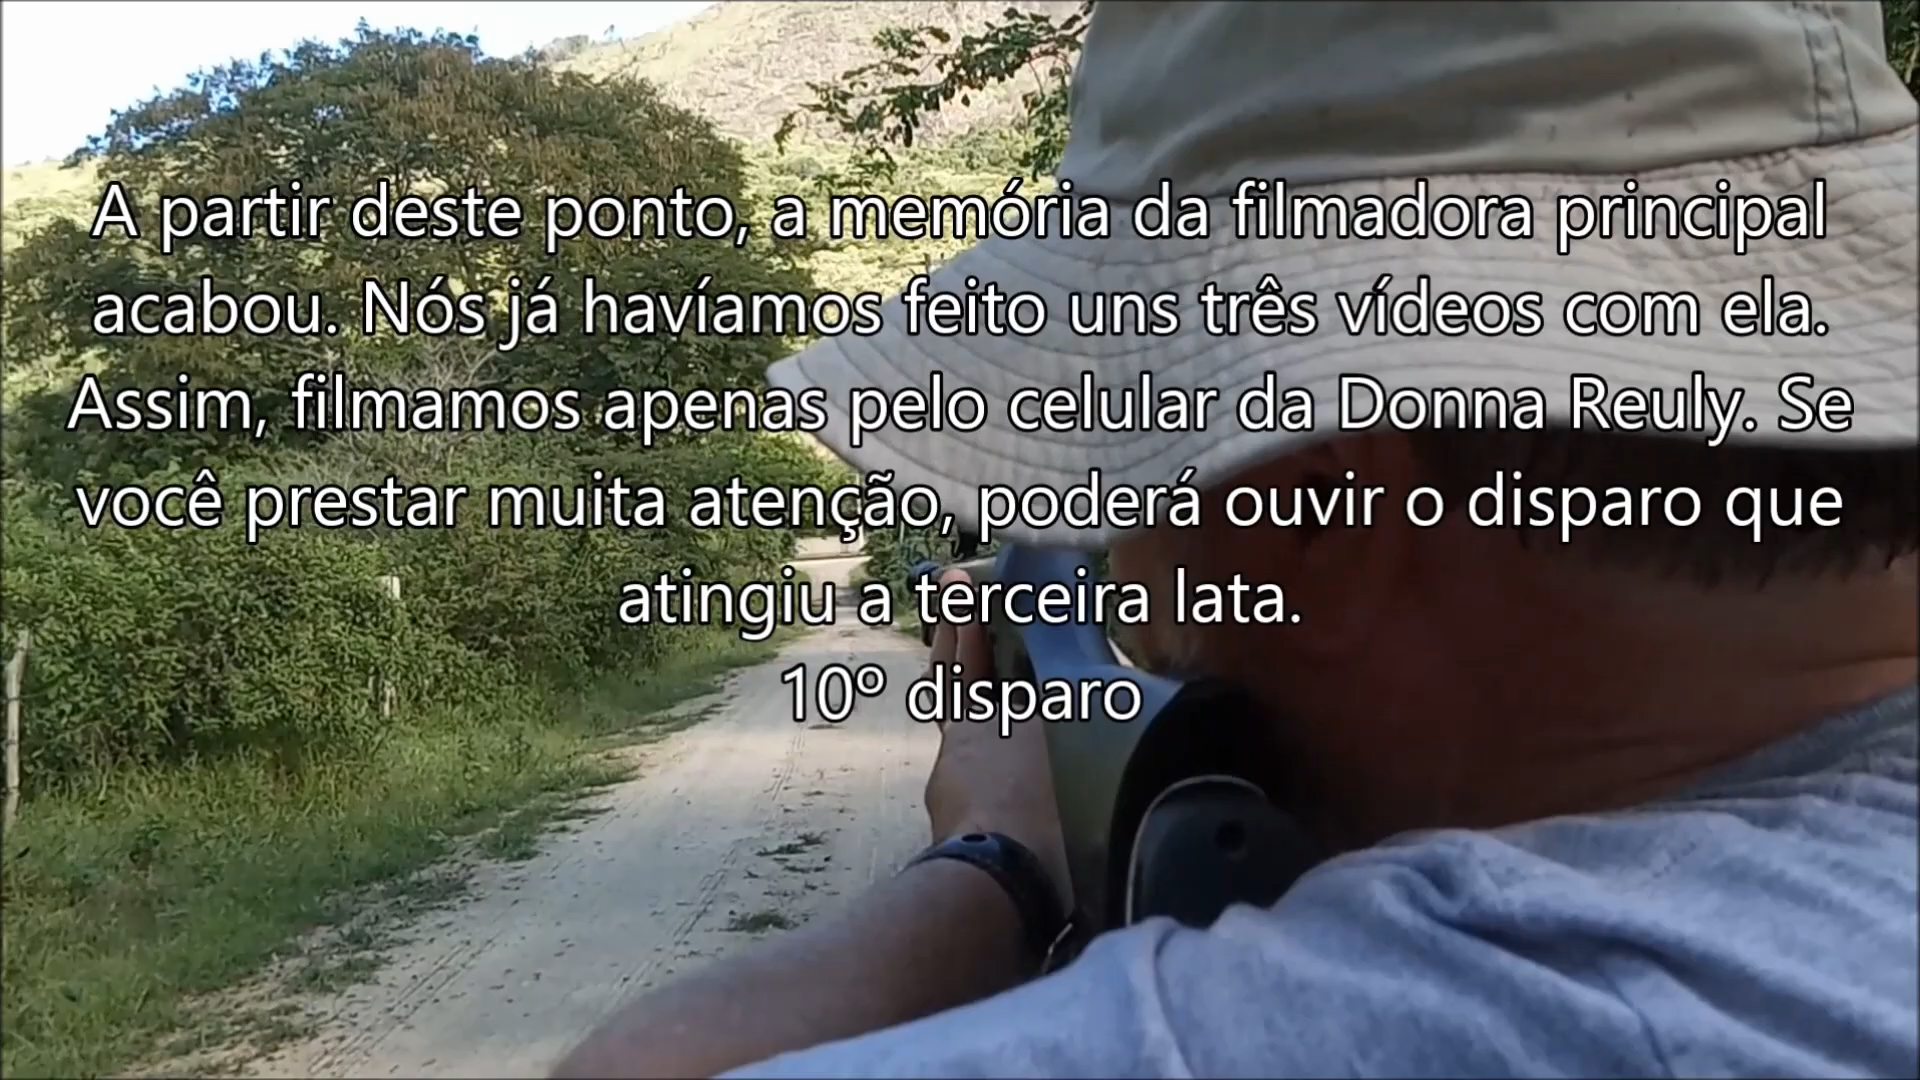 A partir deste ponto, a memória da filmadora principal
acabou. Nós já havíamos feito uns três vídeos com ela.
Assim, filmamos apenas pelo celular da Donna Reuly. Se
você prestar muita atenção, poderá ouvir o disparo que
atingiu a terceira lata.
10º disparo